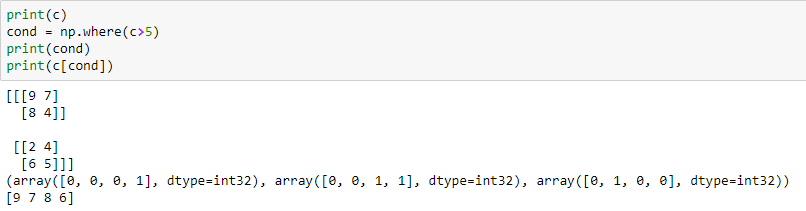 print(c)
cond = np.where(c>5)
print(cond)
print(c[cond])
[[[9 7]
  [8 4]]

 [[2 4]
  [6 5]]]
(array([0, 0, 0, 1], dtype=int32), array([0, 0, 1, 1], dtype=int32), array([0, 1, 0, 0], dtype=int32))
[9 7 8 6]